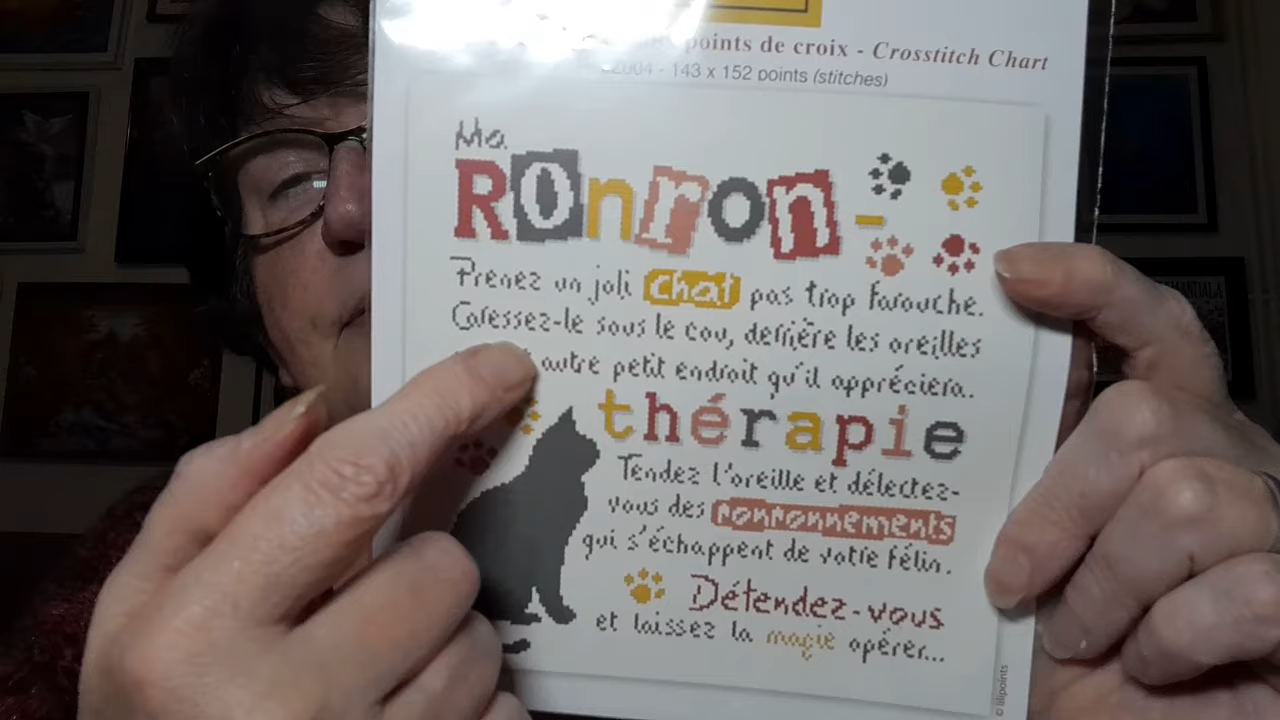 points de croix - Crosstitch Chart
143 x 152 points (stitches)
Ma
Ronron-
Prenez un joli chat pas trop farouche.
Caressez-le sous le cou, derrière les oreilles
autre petit endroit qu'il appréciera.
thérapie
Tendez l'oreille et délectez-
vous des ronronnements
qui s'échappent de votre félin.
Détendez-vous
et laissez la magie opérer...
© lilipoints
MANDALA